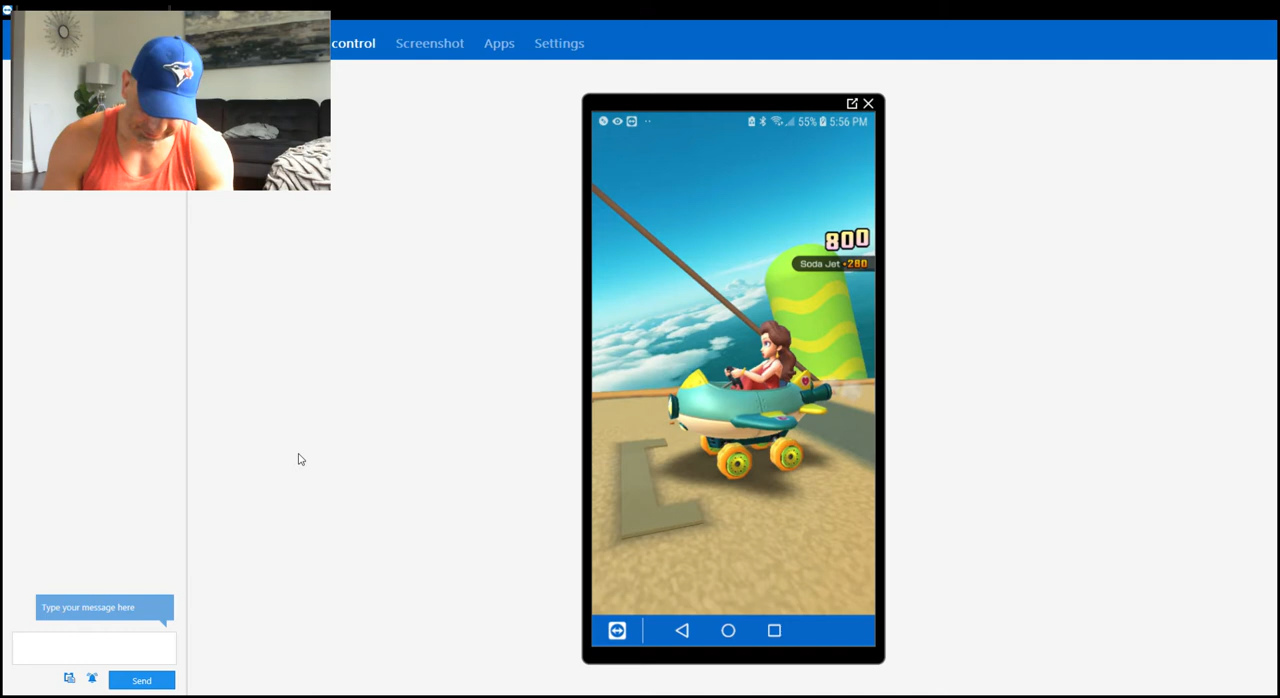 control Screenshot Apps Settings
55% 5:56 PM
800
Soda Jet +280
Type your message here
Send